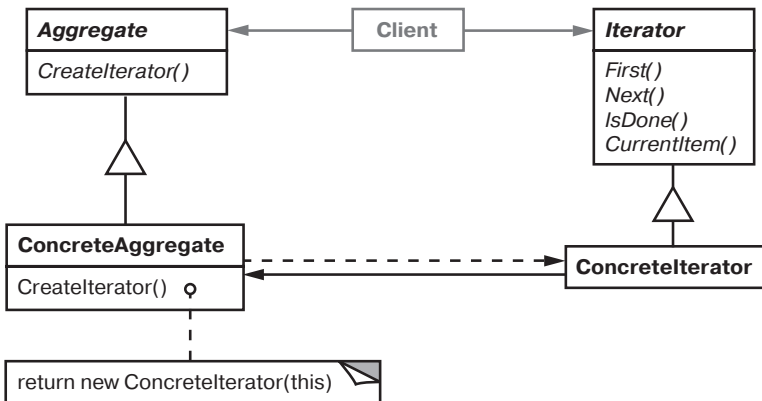 Aggregate
CreateIterator()
Client
Iterator
First()
Next()
IsDone()
CurrentItem()
ConcreteAggregate
CreateIterator()
ConcreteIterator
return new ConcreteIterator(this)